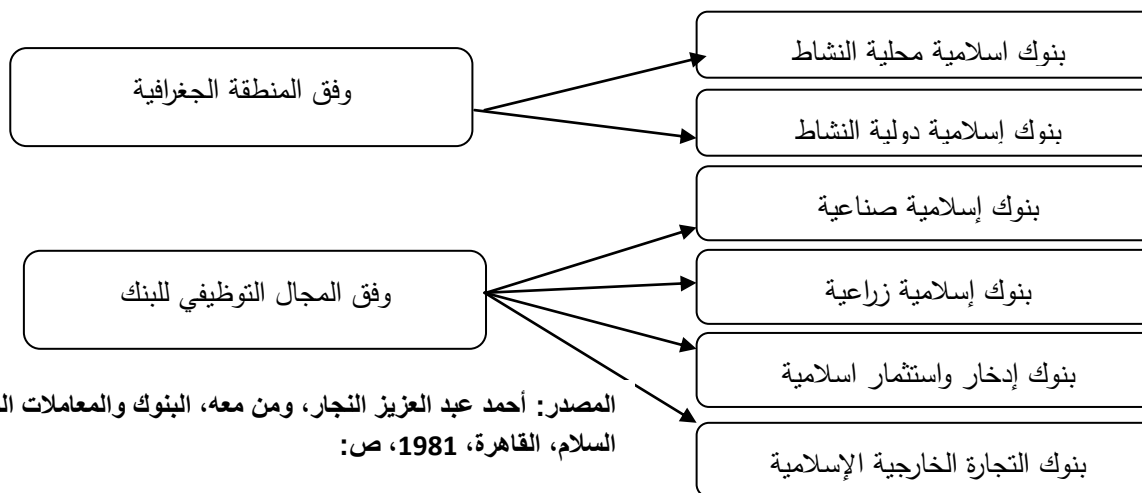 بنوك اسلامية محلية النشاط
وفق المنطقة الجغرافية
بنوك إسلامية دولية النشاط
بنوك إسلامية صناعية
وفق المجال التوظيفي للبنك
بنوك إسلامية زراعية
بنوك إدخار واستثمار اسلامية
المصدر: أحمد عبد العزيز النجار، ومن معه، البنوك والمعاملات
السلام، القاهرة، 1981، ص:
بنوك التجارة الخارجية الإسلامية